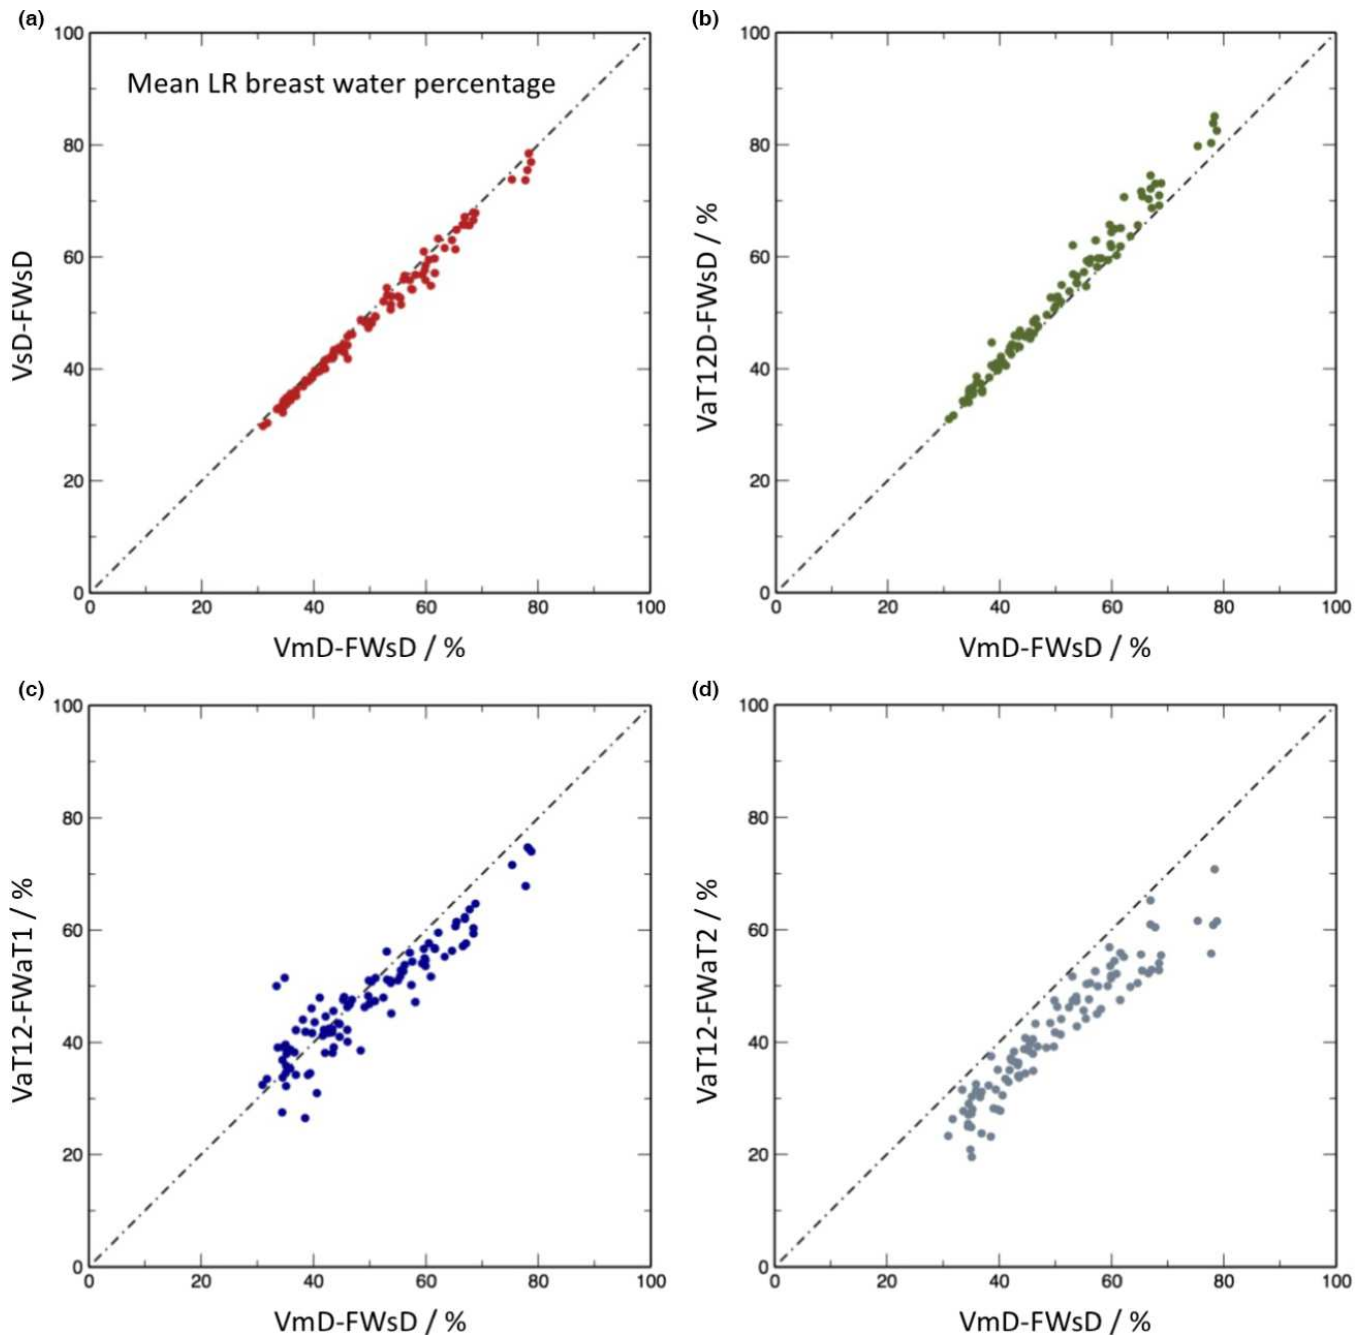 (a)
100
80
60
40
20
0
VsD-FWsD
Mean LR breast water percentage
0 20 40 60 80 100
VmD-FWsD / %
(b)
100
80
60
40
20
0
VaT12D-FWsD / %
0 20 40 60 80 100
VmD-FWsD / %
(c)
100
80
60
40
20
0
VaT12-FWaT1 / %
0 20 40 60 80 100
VmD-FWsD / %
(d)
100
80
60
40
20
0
VaT12-FWaT2 / %
0 20 40 60 80 100
VmD-FWsD / %